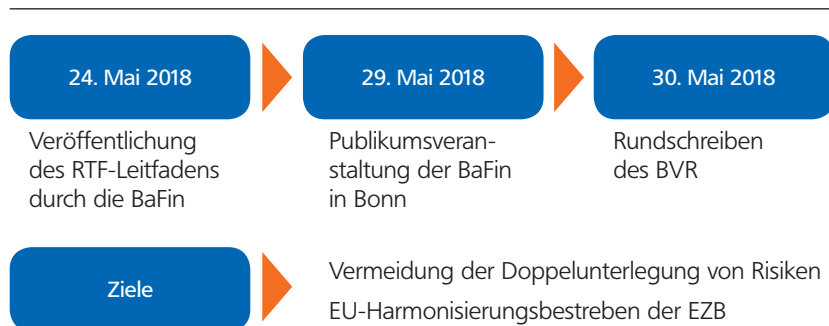 24. Mai 2018
29. Mai 2018
30. Mai 2018
Veröffentlichung
des RTF-Leitfadens
durch die BaFin
Publikumsveran-
staltung der BaFin
in Bonn
Rundschreiben
des BVR
Ziele
Vermeidung der Doppelunterlegung von Risiken
EU-Harmonisierungsbestreben der EZB